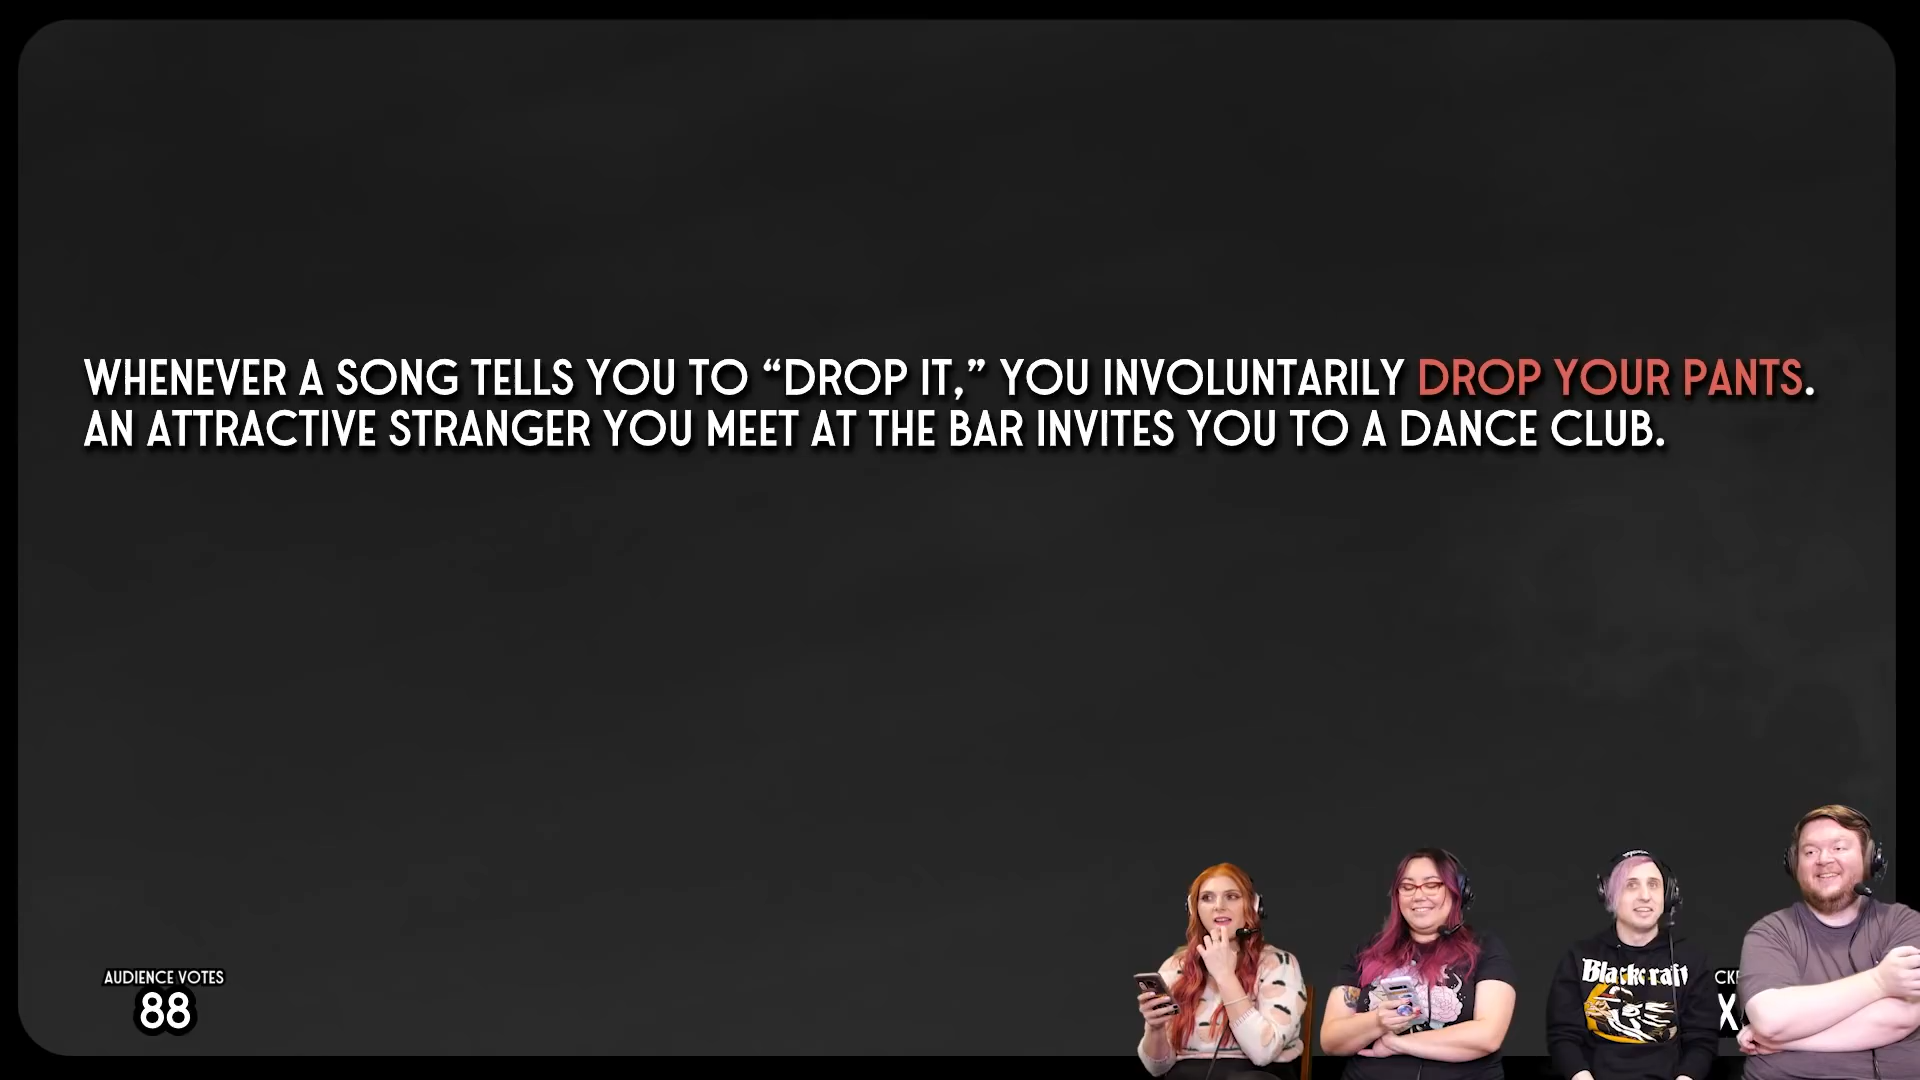 WHENEVER A SONG TELLS YOU TO “DROP IT,” YOU INVOLUNTARILY DROP YOUR PANTS.
AN ATTRACTIVE STRANGER YOU MEET AT THE BAR INVITES YOU TO A DANCE CLUB.
AUDIENCE VOTES
88
Blackcraft